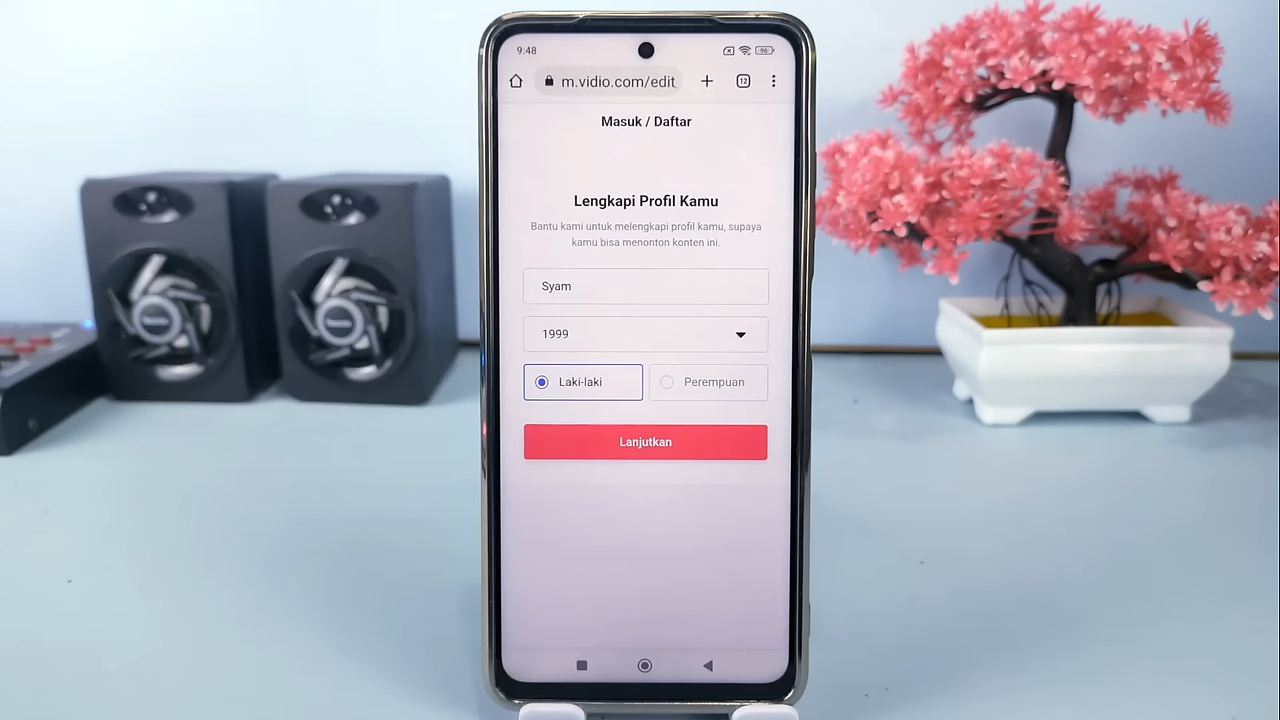 9:48
96
m.vidio.com/edit
12
Masuk / Daftar
Lengkapi Profil Kamu
Bantu kami untuk melengkapi profil kamu, supaya
kamu bisa menonton konten ini.
Syam
1999
Laki-laki
Perempuan
Lanjutkan